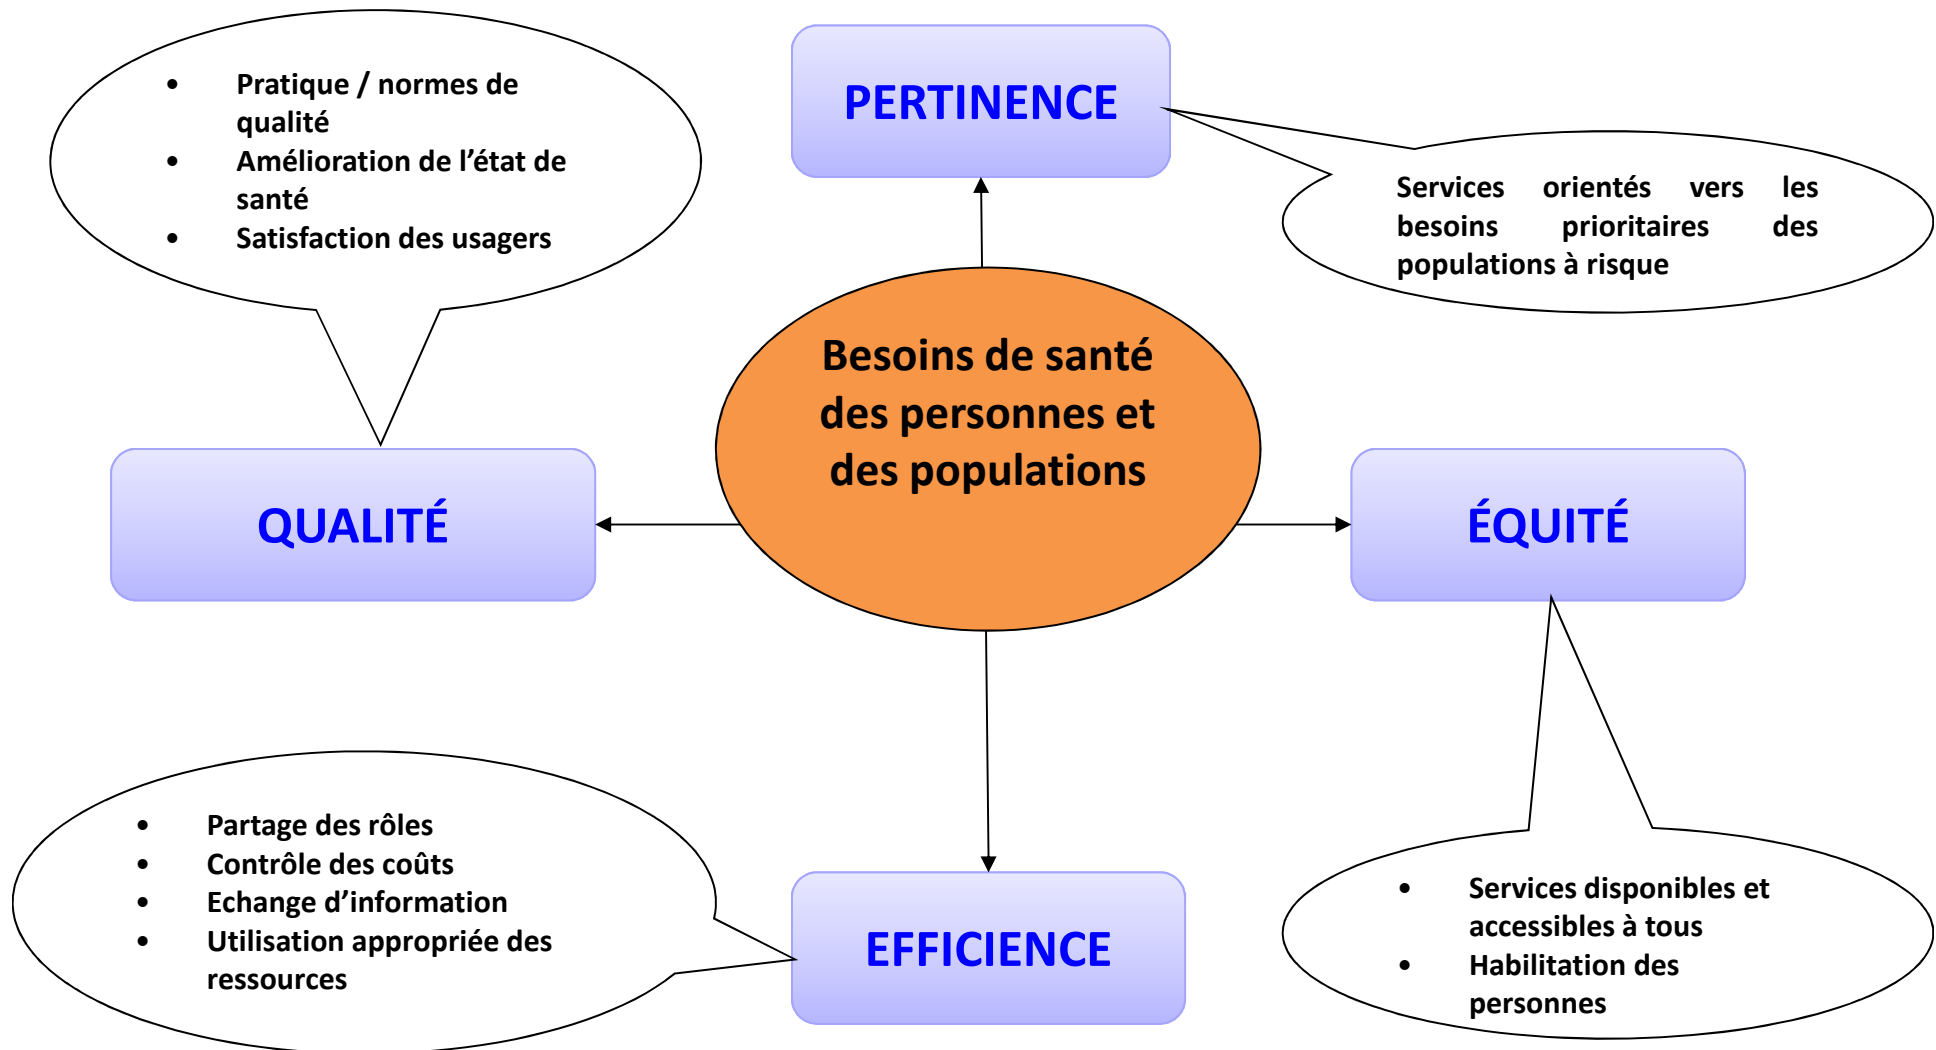 • Pratique / normes de
qualité
• Amélioration de l’état de
santé
• Satisfaction des usagers
PERTINENCE
Services orientés vers les
besoins prioritaires des
populations à risque
Besoins de santé
des personnes et
des populations
QUALITÉ
ÉQUITÉ
• Partage des rôles
• Contrôle des coûts
• Echange d’information
• Utilisation appropriée des
ressources
EFFICIENCE
• Services disponibles et
accessibles à tous
• Habilitation des
personnes